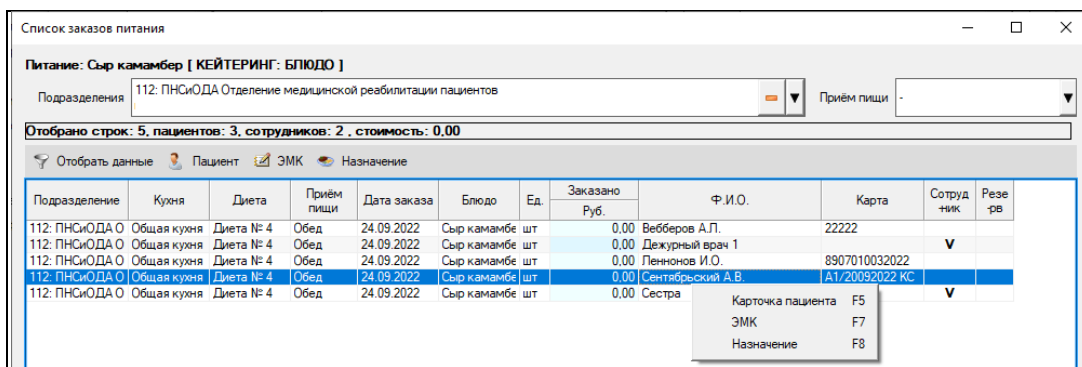 Список заказов питания
Питание: Сыр камамбер [ КЕЙТЕРИНГ: БЛЮДО ]
Подразделения 112: ПНСиОДА Отделение медицинской реабилитации пациентов Приём пищи -
Отобрано строк: 5, пациентов: 3, сотрудников: 2 , стоимость: 0,00
Отобрать данные Пациент ЭМК Назначение
Подразделение Кухня Диета Приём пищи Дата заказа Блюдо Ед. Заказано Руб. Ф.И.О. Карта Сотруд-ник Резе-рв
112: ПНСиОДА О Общая кухня Диета № 4 Обед 24.09.2022 Сыр камамбе шт 0,00 Вебберов А.Л. 22222
112: ПНСиОДА О Общая кухня Диета № 4 Обед 24.09.2022 Сыр камамбе шт 0,00 Дежурный врач 1 V
112: ПНСиОДА О Общая кухня Диета № 4 Обед 24.09.2022 Сыр камамбе шт 0,00 Леннонов И.О. 8907010032022
112: ПНСиОДА О Общая кухня Диета № 4 Обед 24.09.2022 Сыр камамбе шт 0,00 Сентябрьский А.В. А1/20092022 КС
112: ПНСиОДА О Общая кухня Диета № 4 Обед 24.09.2022 Сыр камамбе шт 0,00 Сестра V
Карточка пациента F5
ЭМК F7
Назначение F8